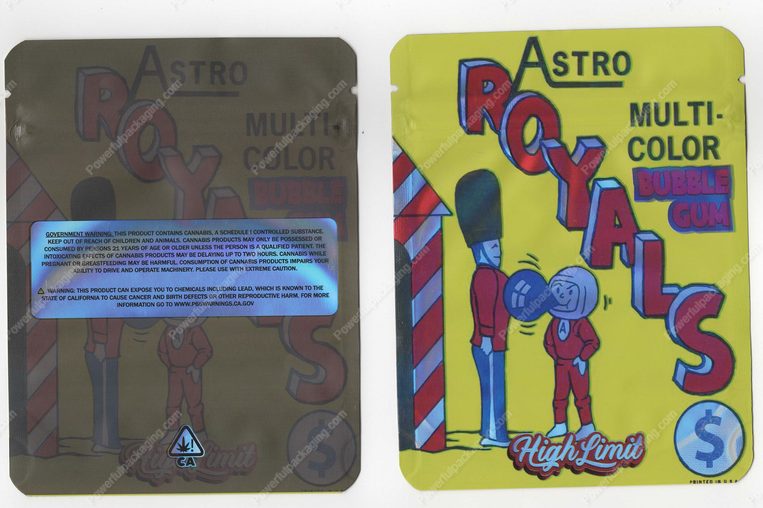 ASTRO
ROYALS
MULTI-
COLOR
BUBBLE
GUM
GOVERNMENT WARNING: THIS PRODUCT CONTAINS CANNABIS, A SCHEDULE I CONTROLLED SUBSTANCE.
KEEP OUT OF REACH OF CHILDREN AND ANIMALS. CANNABIS PRODUCTS MAY ONLY BE POSSESSED OR
CONSUMED BY PERSONS 21 YEARS OF AGE OR OLDER UNLESS THE PERSON IS A QUALIFIED PATIENT. THE
INTOXICATING EFFECTS OF CANNABIS PRODUCTS MAY BE DELAYED UP TO TWO HOURS. CANNABIS USE WHILE
PREGNANT OR BREASTFEEDING MAY BE HARMFUL. CONSUMPTION OF CANNABIS PRODUCTS IMPAIRS YOUR
ABILITY TO DRIVE AND OPERATE MACHINERY. PLEASE USE WITH EXTREME CAUTION.
WARNING: THIS PRODUCT CAN EXPOSE YOU TO CHEMICALS INCLUDING LEAD, WHICH IS KNOWN TO THE
STATE OF CALIFORNIA TO CAUSE CANCER AND BIRTH DEFECTS OR OTHER REPRODUCTIVE HARM. FOR MORE
INFORMATION GO TO WWW.P65WARNINGS.CA.GOV
CA
High Limit
$
ASTRO
ROYALS
MULTI-
COLOR
BUBBLE
GUM
A
High Limit
$
PRINTED IN U.S.A
Powerfulpackaging.com